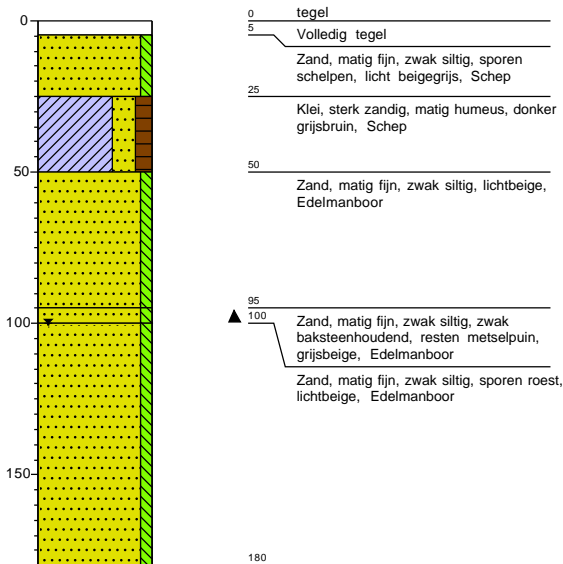 0
50
100
150
0
tegel
5
Volledig tegel
Zand, matig fijn, zwak siltig, sporen
schelpen, licht beigegrijs, Schep
25
Klei, sterk zandig, matig humeus, donker
grijsbruin, Schep
50
Zand, matig fijn, zwak siltig, lichtbeige,
Edelmanboor
95
100
Zand, matig fijn, zwak siltig, zwak
baksteenhoudend, resten metselpuin,
grijsbeige, Edelmanboor
Zand, matig fijn, zwak siltig, sporen roest,
lichtbeige, Edelmanboor
180